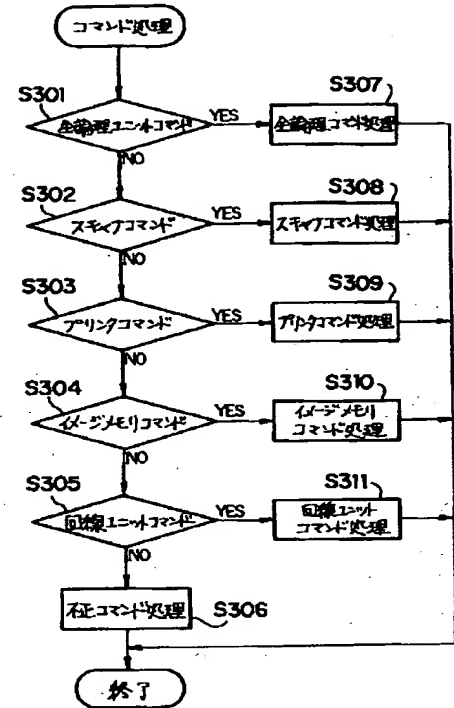 コマンド処理
S301
全論理ユニットコマンド
YES
S307
全論理コマンド処理
NO
S302
スキャナコマンド
YES
S308
スキャナコマンド処理
NO
S303
プリンタコマンド
YES
S309
プリンタコマンド処理
NO
S304
イメージメモリコマンド
YES
S310
イメージメモリ
コマンド処理
NO
S305
回線ユニットコマンド
YES
S311
回線ユニット
コマンド処理
NO
不正コマンド処理
S306
終了